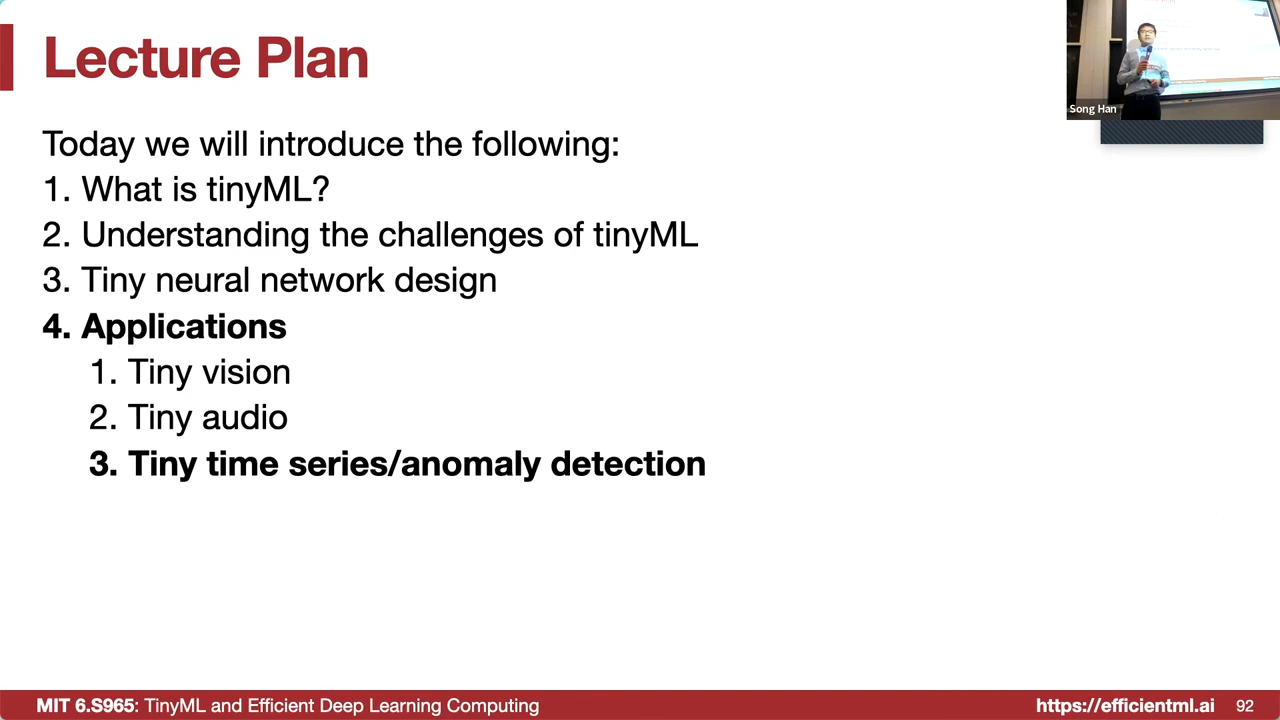 Lecture Plan
Song Han
Today we will introduce the following:
1. What is tinyML?
2. Understanding the challenges of tinyML
3. Tiny neural network design
4. Applications
1. Tiny vision
2. Tiny audio
3. Tiny time series/anomaly detection
MIT 6.S965: TinyML and Efficient Deep Learning Computing
https://efficientml.ai 92